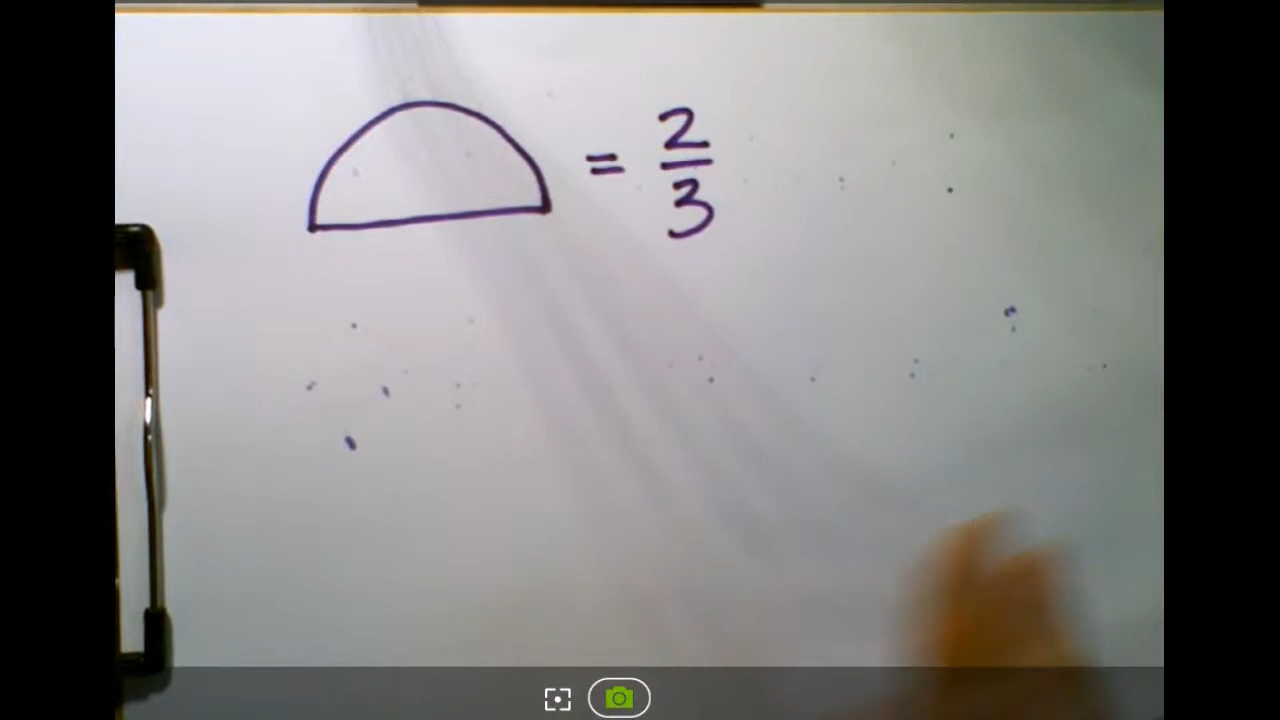 = 2/3